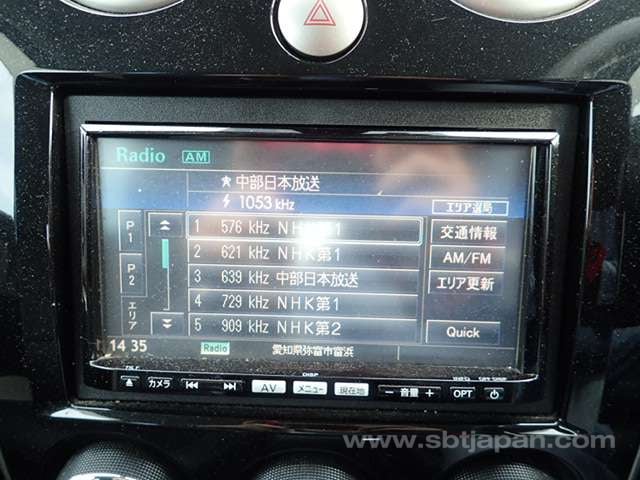 Radio AM
★中部日本放送
1053 kHz
エリア選局
P1
P2
エリア
1 576 kHz NHK第1
2 621 kHz NHK第1
3 639 kHz 中部日本放送
4 729 kHz NHK第1
5 909 kHz NHK第2
交通情報
AM/FM
エリア更新
Quick
14 35
Radio
愛知県弥富市富浜
DISP
カメラ
AV
メニュー
現在地
− 音量 +
OPT
www.sbtjapan.com